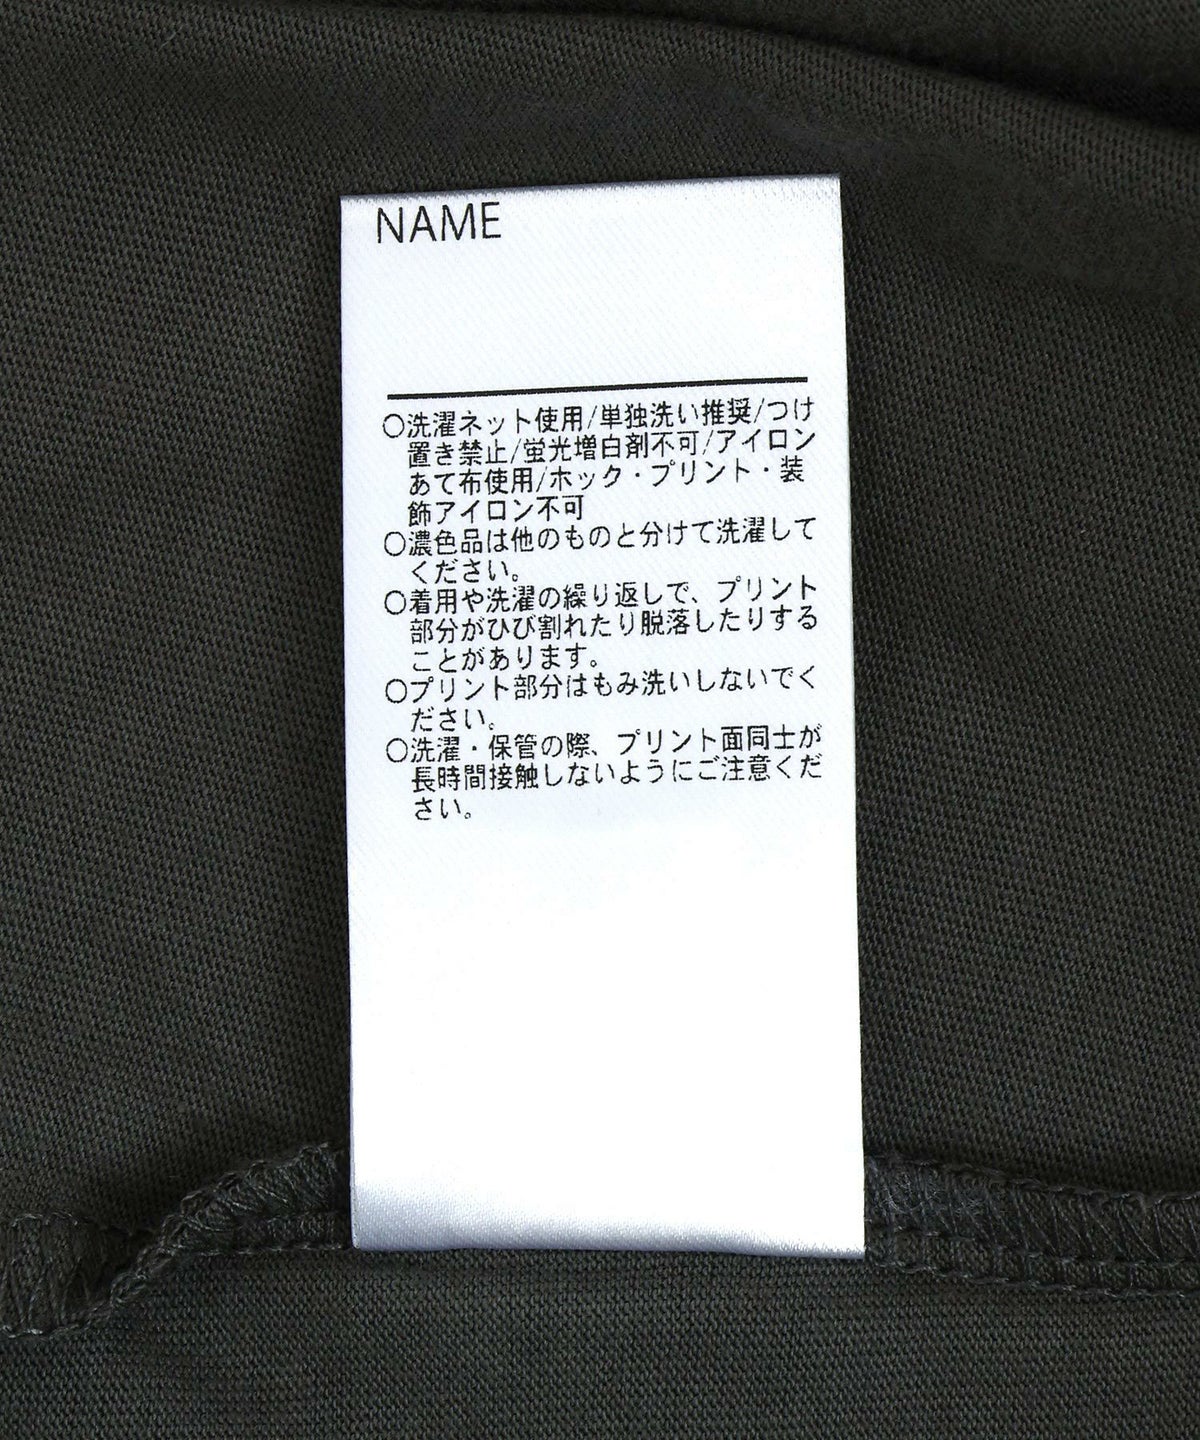 NAME
○洗濯ネット使用/単独洗い推奨/つけ
置き禁止/蛍光増白剤不可/アイロン
あて布使用/ホック・プリント・装
飾アイロン不可
○濃色品は他のものと分けて洗濯して
ください。
○着用や洗濯の繰り返しで、プリント
部分がひび割れたり脱落したりする
ことがあります。
○プリント部分はもみ洗いしないでく
ださい。
○洗濯・保管の際、プリント面同士が
長時間接触しないようにご注意くだ
さい。